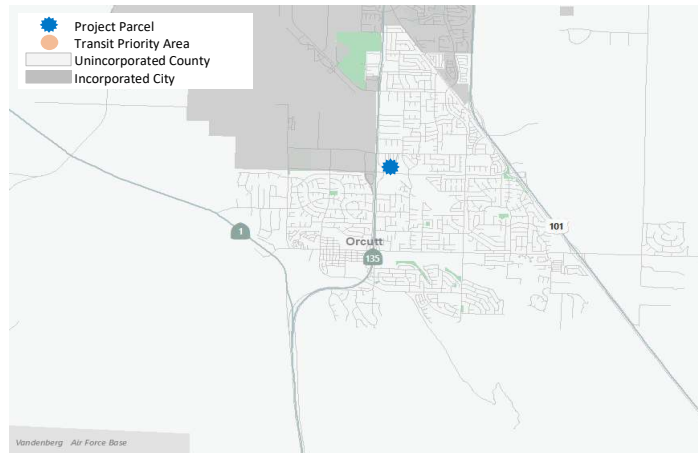 Project Parcel
Transit Priority Area
Unincorporated County
Incorporated City
101
1
Orcutt
135
Vandenberg Air Force Base